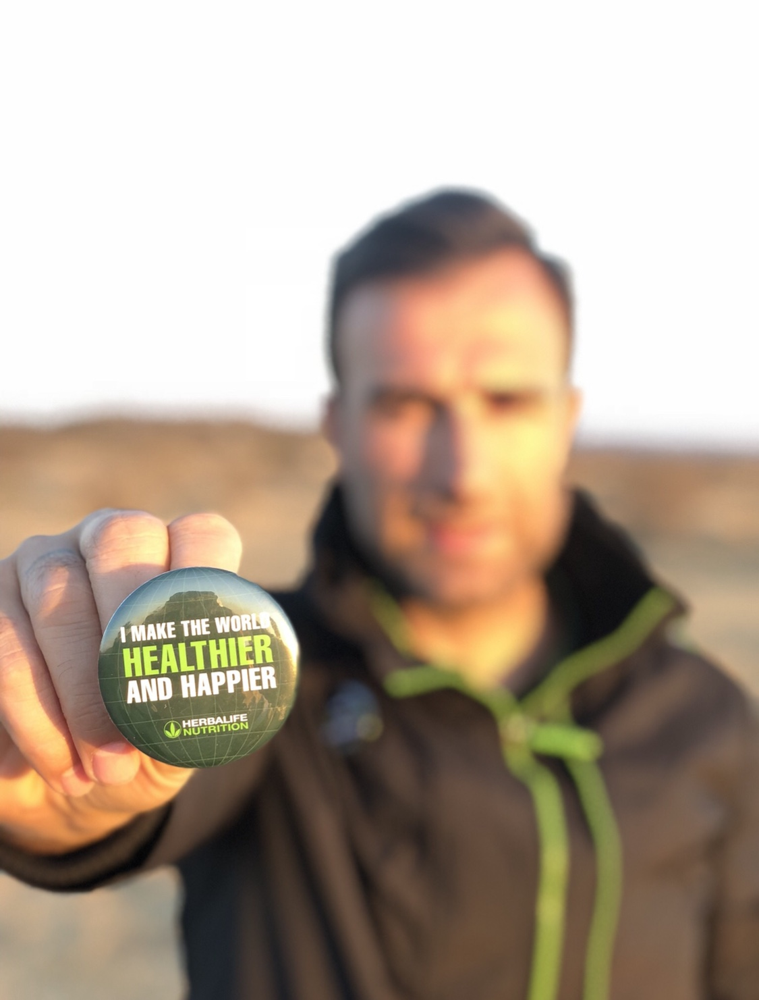 I MAKE THE WORLD
HEALTHIER
AND HAPPIER
HERBALIFE
NUTRITION